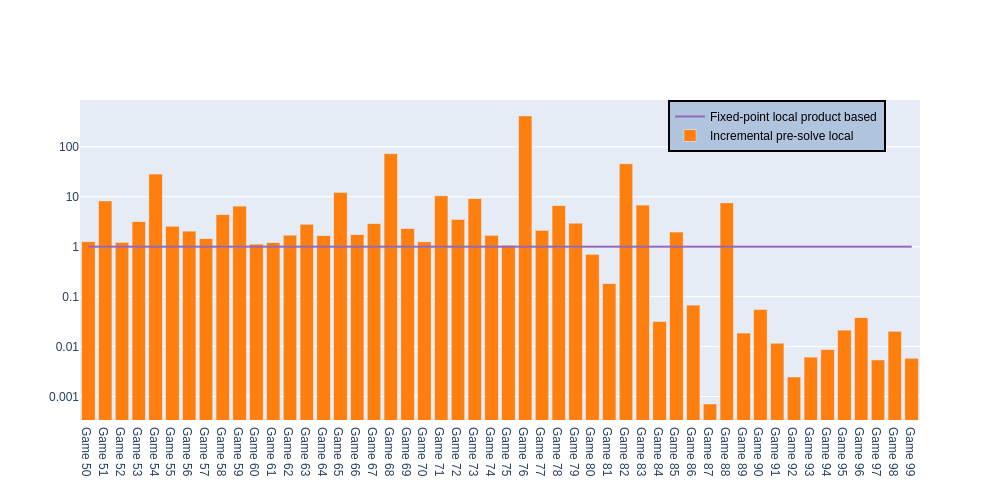 Fixed-point local product based
Incremental pre-solve local
100
10
1
0.1
0.01
0.001
Game 50
Game 51
Game 52
Game 53
Game 54
Game 55
Game 56
Game 57
Game 58
Game 59
Game 60
Game 61
Game 62
Game 63
Game 64
Game 65
Game 66
Game 67
Game 68
Game 69
Game 70
Game 71
Game 72
Game 73
Game 74
Game 75
Game 76
Game 77
Game 78
Game 79
Game 80
Game 81
Game 82
Game 83
Game 84
Game 85
Game 86
Game 87
Game 88
Game 89
Game 90
Game 91
Game 92
Game 93
Game 94
Game 95
Game 96
Game 97
Game 98
Game 99